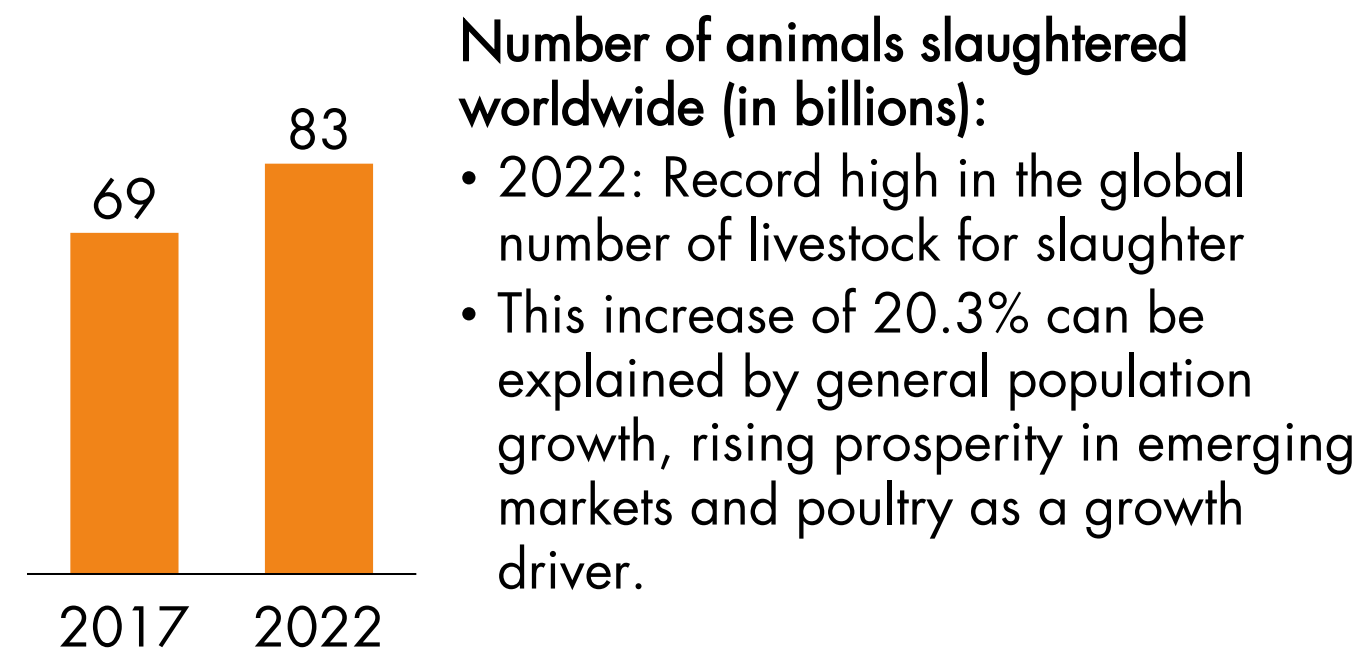 Number of animals slaughtered
worldwide (in billions):
• 2022: Record high in the global
number of livestock for slaughter
• This increase of 20.3% can be
explained by general population
growth, rising prosperity in emerging
markets and poultry as a growth
driver.
69
83
2017
2022